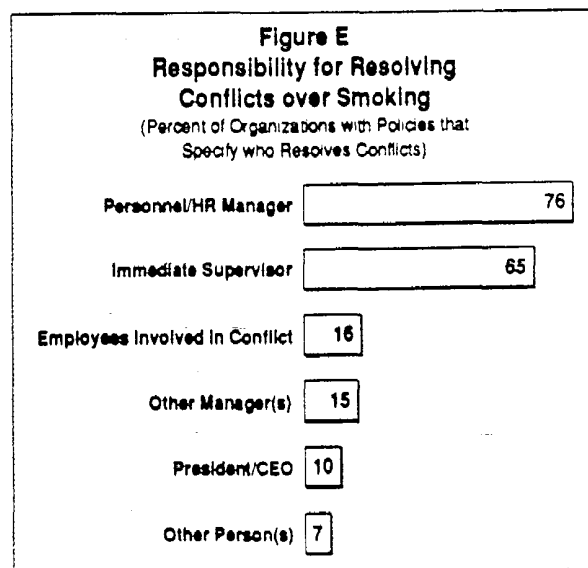 Figure E
Responsibility for Resolving
Conflicts over Smoking
(Percent of Organizations with Policies that
Specify who Resolves Conflicts)
Personnel/HR Manager 76
Immediate Supervisor 65
Employees Involved in Conflict 16
Other Manager(s) 15
President/CEO 10
Other Person(s) 7